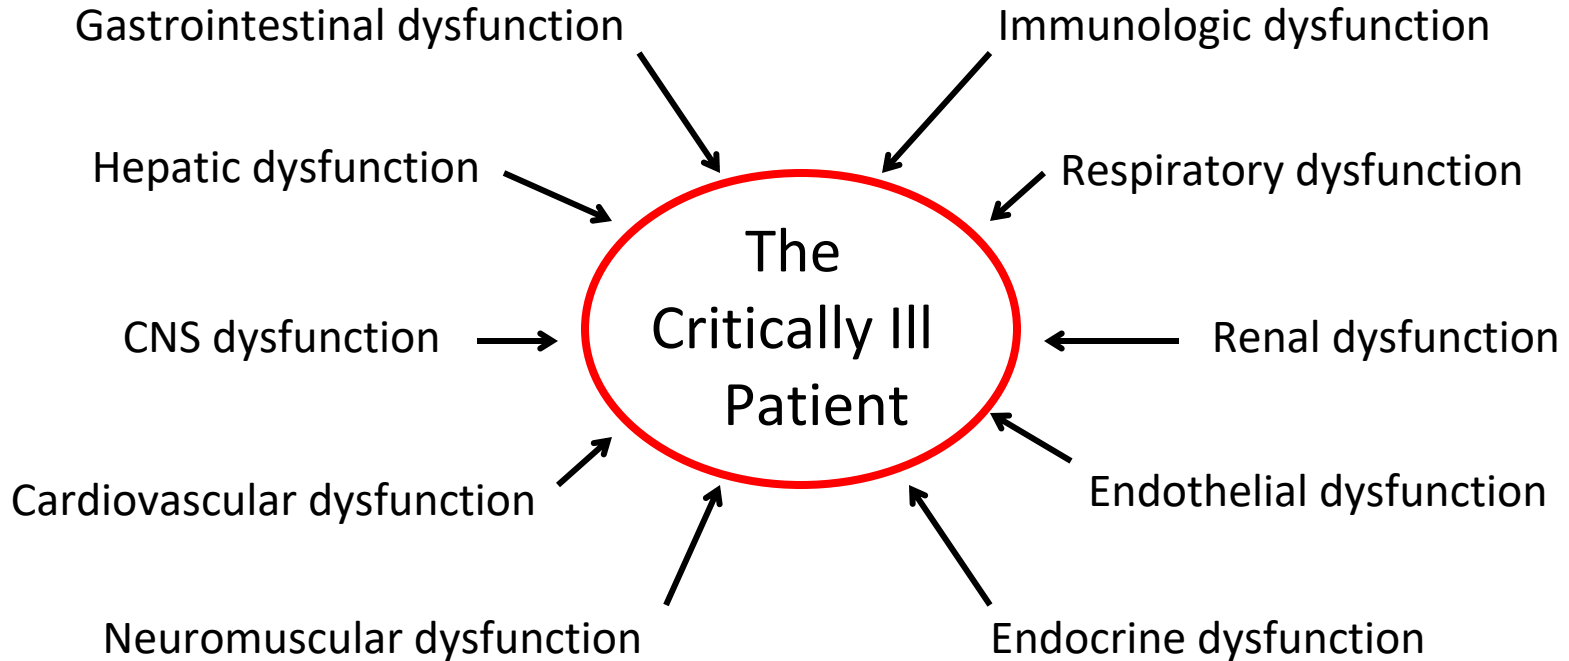 Gastrointestinal dysfunction
Immunologic dysfunction
Hepatic dysfunction
Respiratory dysfunction
The
Critically Ill
Patient
CNS dysfunction
Renal dysfunction
Cardiovascular dysfunction
Endothelial dysfunction
Neuromuscular dysfunction
Endocrine dysfunction